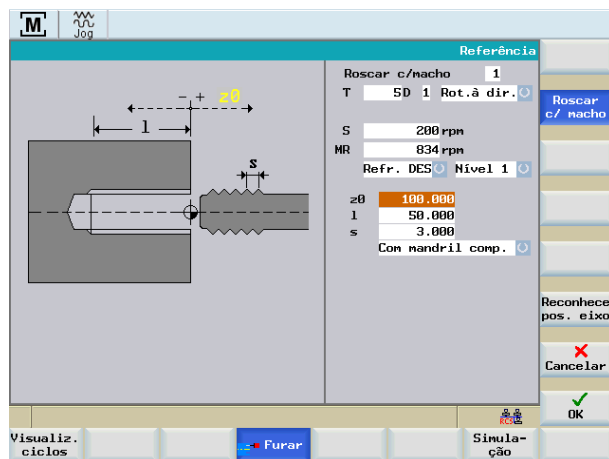 M
Jog
Referência
Roscar c/macho 1
T 5 D 1 Rot.à dir.
S 200 rpm
MR 834 rpm
Refr. DES Nível 1
z0 100.000
l 50.000
s 3.000
Com mandril comp.
- + z0
l
s
Roscar
c/ macho
Reconhece
pos. eixo
Cancelar
OK
RCS
Visualiz.
ciclos
Furar
Simula-
ção